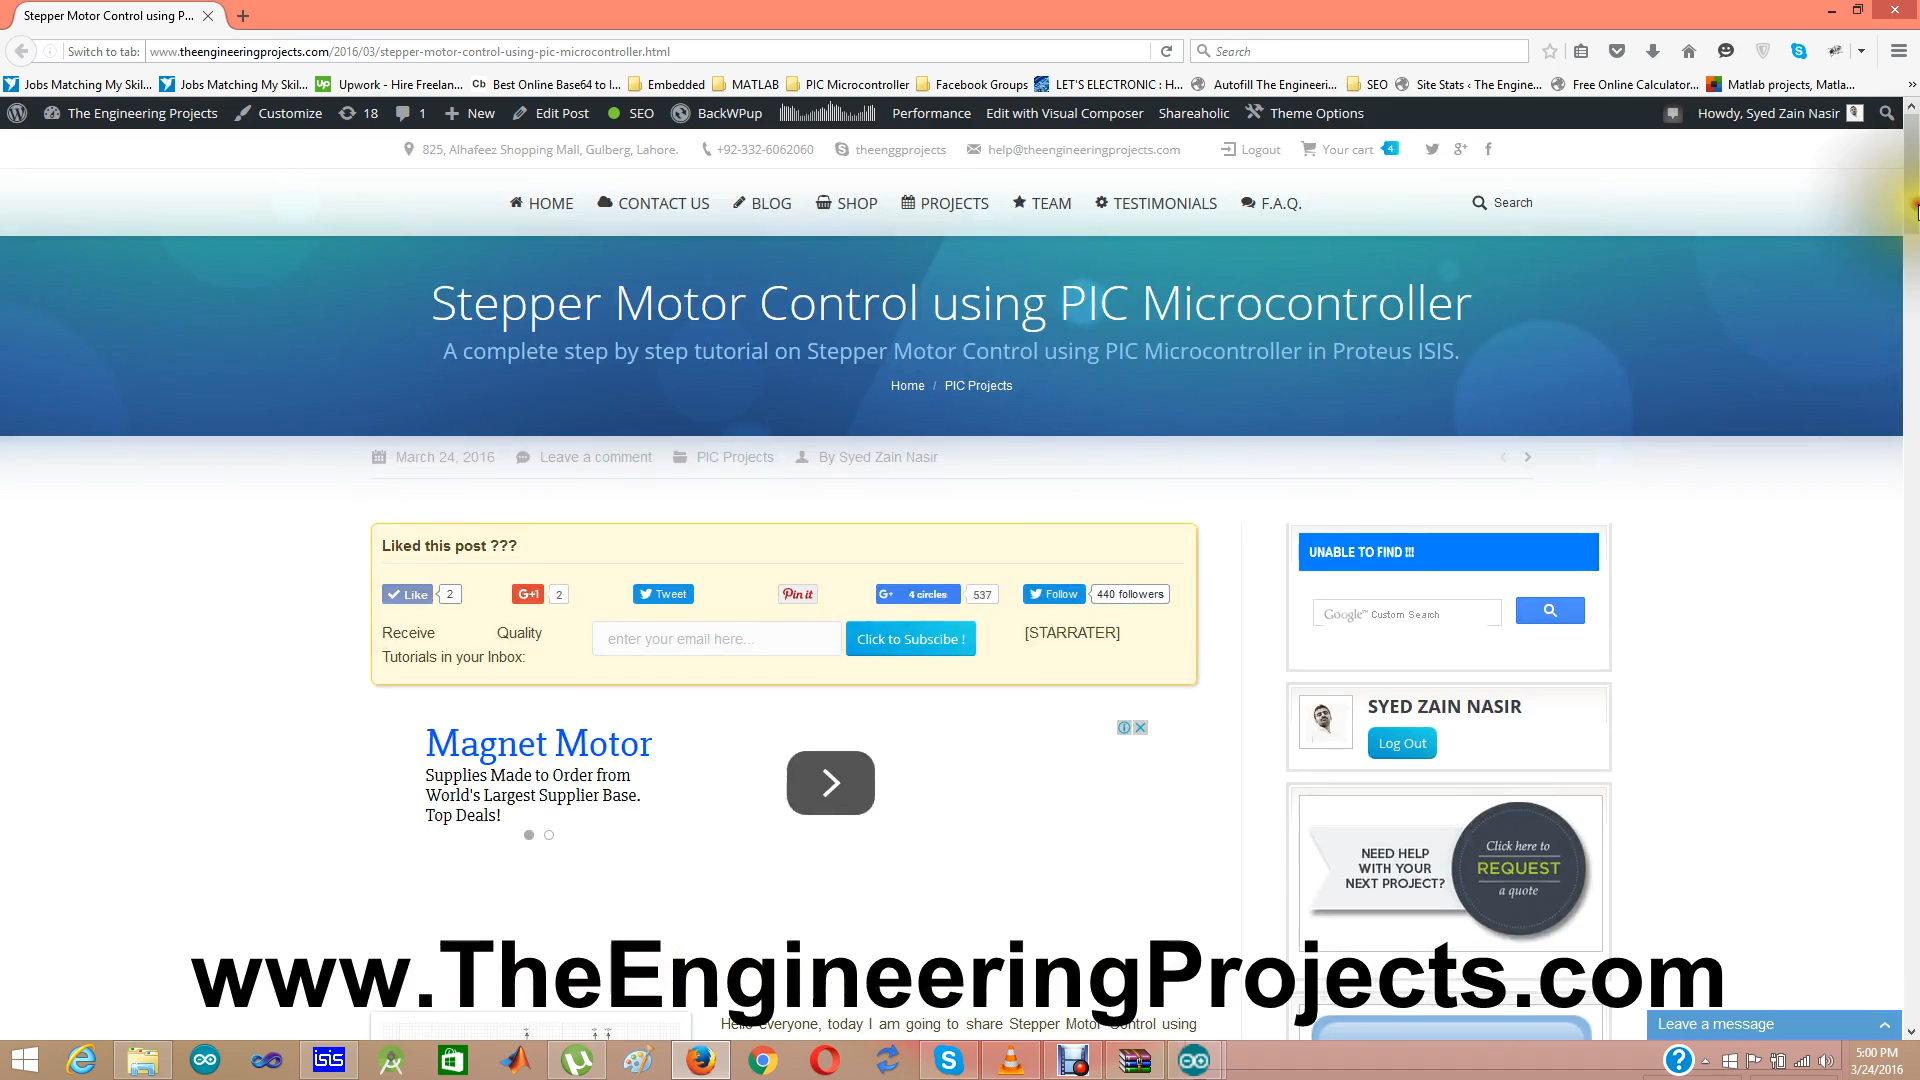 Stepper Motor Control using P...
Switch to tab: www.theengineeringprojects.com/2016/03/stepper-motor-control-using-pic-microcontroller.html
Search
Jobs Matching My Skil... Jobs Matching My Skil... Up Upwork - Hire Freelan... Cb Best Online Base64 to I... Embedded MATLAB PIC Microcontroller Facebook Groups LET'S ELECTRONIC : H... Autofill The Engineeri... SEO Site Stats ‹ The Engine... Free Online Calculator... Matlab projects, Matla...
The Engineering Projects Customize 18 1 New Edit Post SEO BackWPup Performance Edit with Visual Composer Shareaholic Theme Options Howdy, Syed Zain Nasir
825, Alhafeez Shopping Mall, Gulberg, Lahore. +92-332-6062060 theenggprojects help@theengineeringprojects.com Logout Your cart 4
HOME CONTACT US BLOG SHOP PROJECTS TEAM TESTIMONIALS F.A.Q. Search
Stepper Motor Control using PIC Microcontroller
A complete step by step tutorial on Stepper Motor Control using PIC Microcontroller in Proteus ISIS.
Home / PIC Projects
March 24, 2016 Leave a comment PIC Projects By Syed Zain Nasir
Liked this post ???
Like 2 G+1 2 Tweet Pin it G+ 4 circles 537 Follow 440 followers
Receive Quality
Tutorials in your Inbox:
enter your email here... Click to Subscibe !
[STARRATER]
UNABLE TO FIND !!!
Google™ Custom Search
SYED ZAIN NASIR
Log Out
Magnet Motor
Supplies Made to Order from
World's Largest Supplier Base.
Top Deals!
NEED HELP
WITH YOUR
NEXT PROJECT?
Click here to
REQUEST
a quote
www.TheEngineeringProjects.com
Hello everyone, today I am going to share Stepper Motor Control using
Leave a message
isis
5:00 PM
3/24/2016